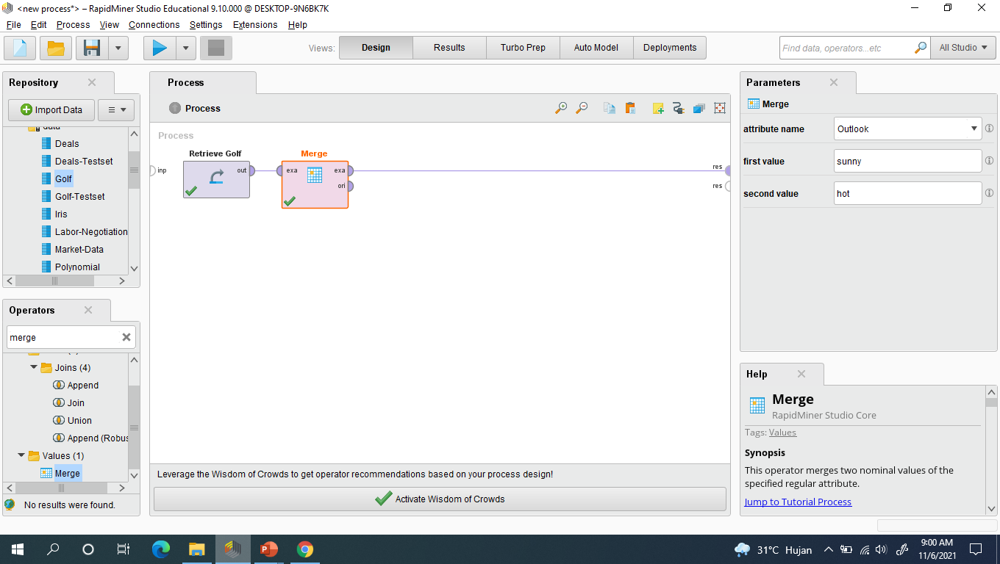 <new process*> – RapidMiner Studio Educational 9.10.000 @ DESKTOP-9N6BK7K
File Edit Process View Connections Settings Extensions Help
Views: Design Results Turbo Prep Auto Model Deployments
Find data, operators...etc All Studio
Repository
Import Data
data
Deals
Deals-Testset
Golf
Golf-Testset
Iris
Labor-Negotiation
Market-Data
Polynomial
Operators
merge
Joins (4)
Append
Join
Union
Append (Robus
Values (1)
Merge
No results were found.
Process
Process
Process
Retrieve Golf Merge
inp out exa exa res
ori res
Leverage the Wisdom of Crowds to get operator recommendations based on your process design!
Activate Wisdom of Crowds
Parameters
Merge
attribute name Outlook
first value sunny
second value hot
Help
Merge
RapidMiner Studio Core
Tags: Values
Synopsis
This operator merges two nominal values of the
specified regular attribute.
Jump to Tutorial Process
31°C Hujan
9:00 AM
11/6/2021